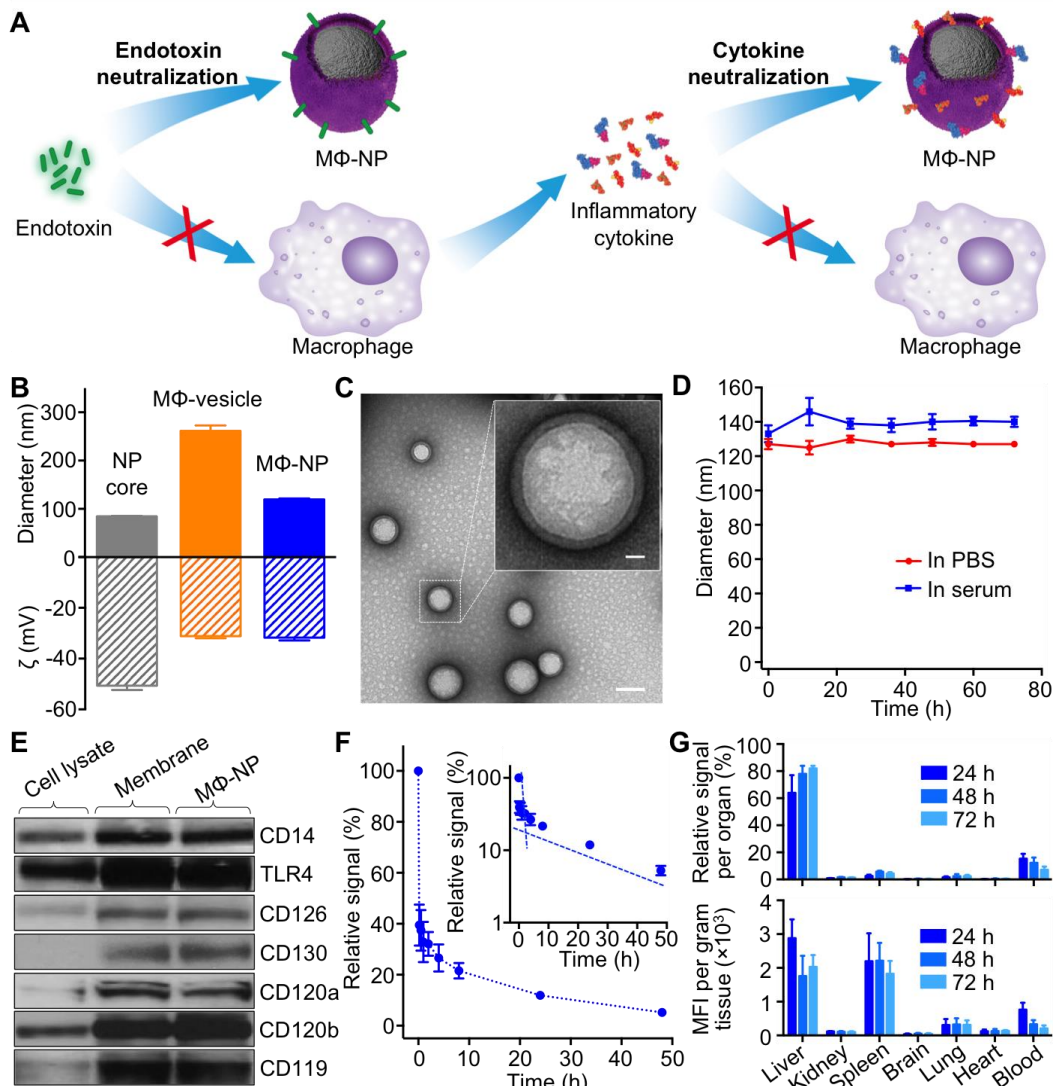 A
Endotoxin
neutralization
Cytokine
neutralization
MΦ-NP
MΦ-NP
Endotoxin
Inflammatory
cytokine
Macrophage
Macrophage
B
Diameter (nm)
300
200
100
0
-20
-40
-60
ζ (mV)
NP
core
MΦ-vesicle
MΦ-NP
C
D
Diameter (nm)
160
140
120
100
80
60
40
20
0
In PBS
In serum
0 20 40 60 80
Time (h)
E
Cell lysate
Membrane
MΦ-NP
CD14
TLR4
CD126
CD130
CD120a
CD120b
CD119
F
Relative signal (%)
100
80
60
40
20
0
0 10 20 30 40 50
Time (h)
Relative signal (%)
100
10
1
0 10 20 30 40 50
Time (h)
G
Relative signal
per organ (%)
100
80
60
40
20
0
24 h
48 h
72 h
MFI per gram
tissue (×10³)
4
3
2
1
0
24 h
48 h
72 h
Liver
Kidney
Spleen
Brain
Lung
Heart
Blood